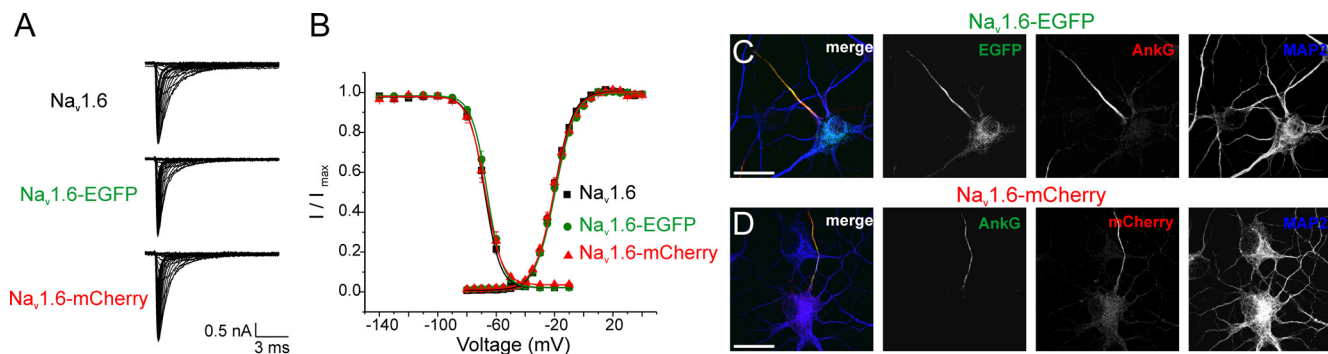 A
Naᵥ1.6
Naᵥ1.6-EGFP
Naᵥ1.6-mCherry
0.5 nA
3 ms
B
I / I max
1.0
0.8
0.6
0.4
0.2
0.0
-140
-100
-60
-20
20
Voltage (mV)
Naᵥ1.6
Naᵥ1.6-EGFP
Naᵥ1.6-mCherry
Naᵥ1.6-EGFP
C
merge
EGFP
AnkG
MAP2
Naᵥ1.6-mCherry
D
merge
AnkG
mCherry
MAP2